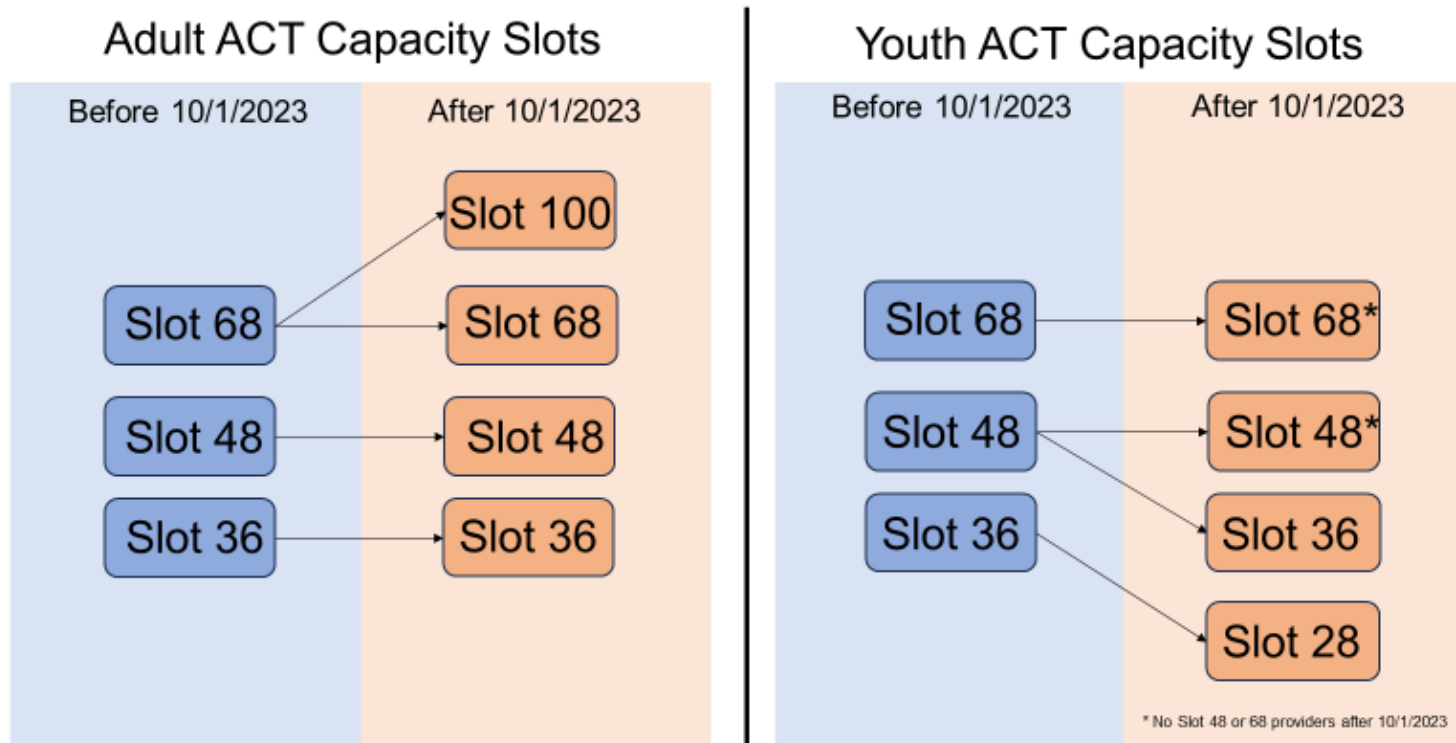 Adult ACT Capacity Slots
Before 10/1/2023
After 10/1/2023
Slot 100
Slot 68
Slot 68
Slot 48
Slot 48
Slot 36
Slot 36
Youth ACT Capacity Slots
Before 10/1/2023
After 10/1/2023
Slot 68
Slot 68*
Slot 48
Slot 48*
Slot 36
Slot 36
Slot 28
* No Slot 48 or 68 providers after 10/1/2023